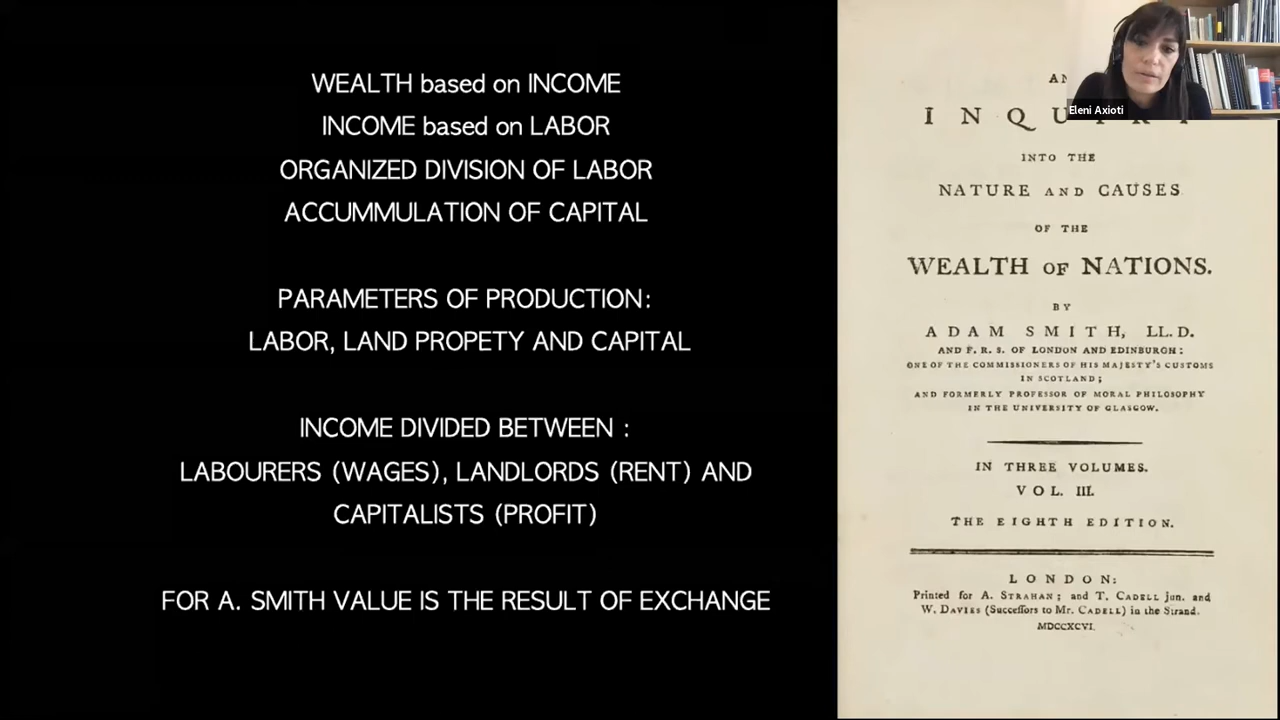 WEALTH based on INCOME
INCOME based on LABOR
ORGANIZED DIVISION OF LABOR
ACCUMMULATION OF CAPITAL
PARAMETERS OF PRODUCTION:
LABOR, LAND PROPETY AND CAPITAL
INCOME DIVIDED BETWEEN :
LABOURERS (WAGES), LANDLORDS (RENT) AND
CAPITALISTS (PROFIT)
FOR A. SMITH VALUE IS THE RESULT OF EXCHANGE
INTO THE
NATURE AND CAUSES
OF THE
WEALTH OF NATIONS.
BY
ADAM SMITH, LL.D.
AND F. R. S. OF LONDON AND EDINBURGH:
ONE OF THE COMMISSIONERS OF HIS MAJESTY'S CUSTOMS
IN SCOTLAND;
AND FORMERLY PROFESSOR OF MORAL PHILOSOPHY
IN THE UNIVERSITY OF GLASGOW.
IN THREE VOLUMES.
VOL. III.
THE EIGHTH EDITION.
LONDON:
Printed for A. STRAHAN; and T. CADELL jun. and
W. DAVIES (Succeſſors to Mr. CADELL) in the Strand.
MDCCXCVI.
Eleni Axioti